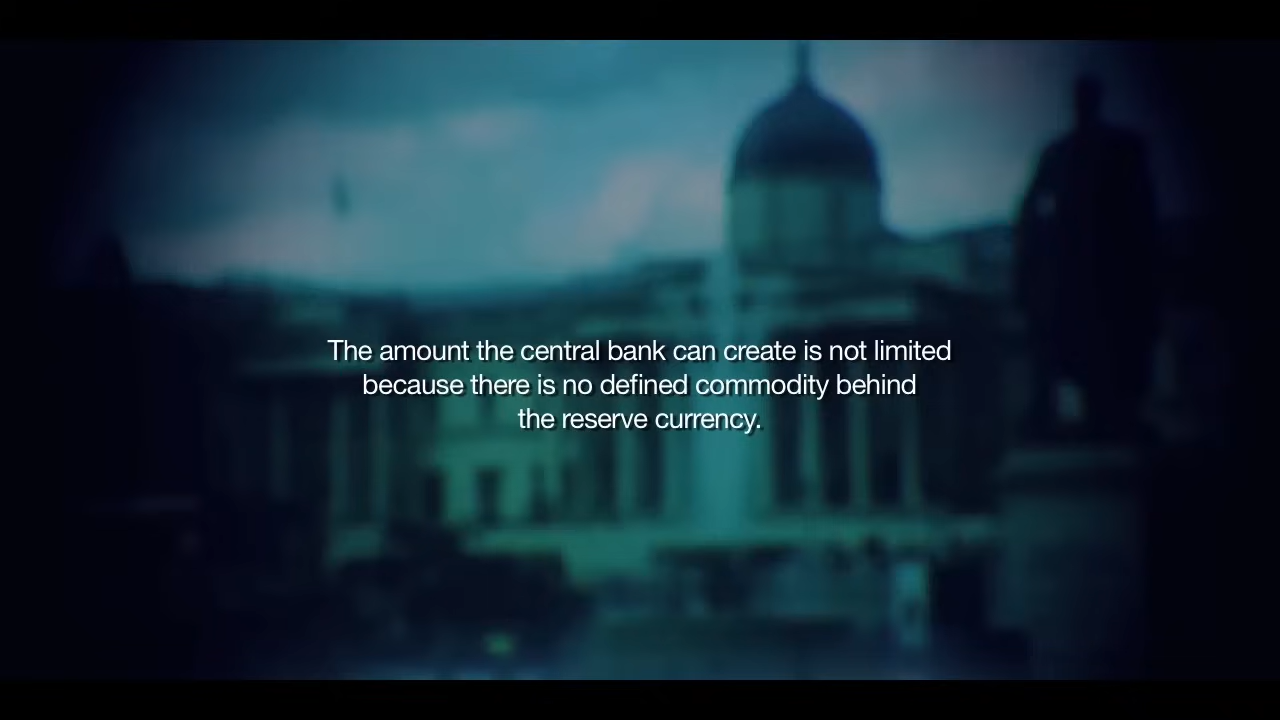 The amount the central bank can create is not limited
because there is no defined commodity behind
the reserve currency.